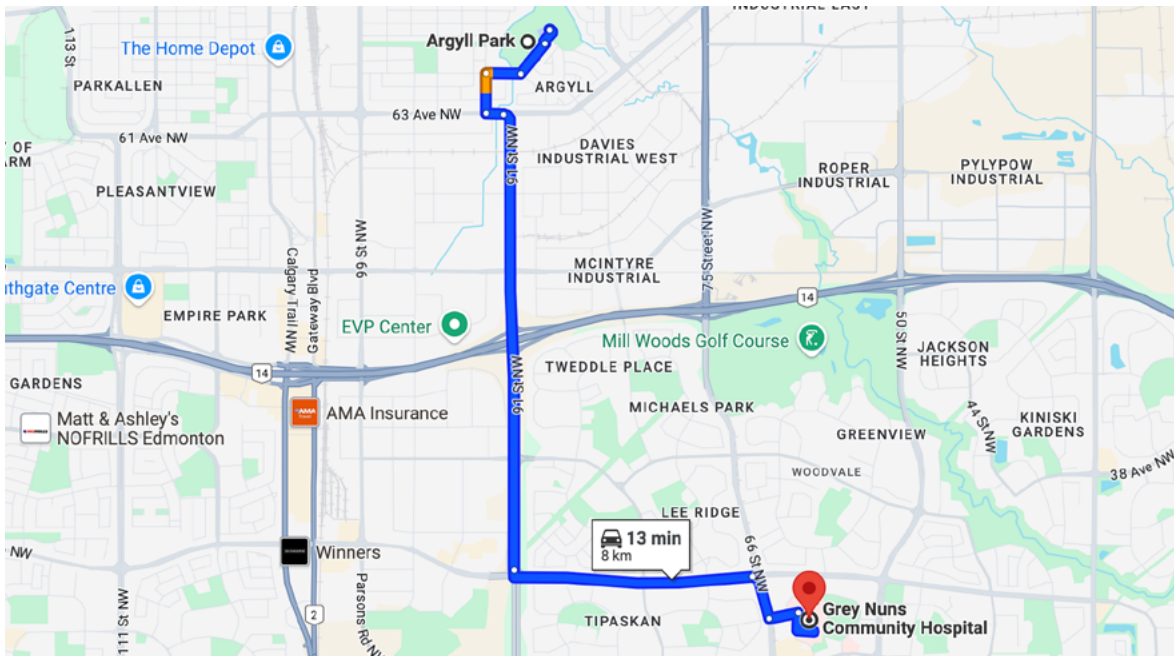 INDUSTRIAL EAST
113 St
The Home Depot
Argyll Park
PARKALLEN
ARGYLL
63 Ave NW
61 Ave NW
91 St NW
DAVIES
INDUSTRIAL WEST
ROPER
INDUSTRIAL
PYLYPOW
INDUSTRIAL
OF
ARM
PLEASANTVIEW
99 St NW
75 Street NW
Calgary Trail NW
Gateway Blvd
MCINTYRE
INDUSTRIAL
uthgate Centre
EMPIRE PARK
EVP Center
14
Mill Woods Golf Course
50 St NW
JACKSON
HEIGHTS
14
GARDENS
91 St NW
TWEDDLE PLACE
MICHAELS PARK
AMA Insurance
Matt & Ashley's
NOFRILLS Edmonton
44 St NW
KINISKI
GARDENS
GREENVIEW
WOODVALE
38 Ave NW
LEE RIDGE
66 St NW
13 min
8 km
NW
Winners
Parsons Rd NW
111 St NW
2
TIPASKAN
Grey Nuns
Community Hospital